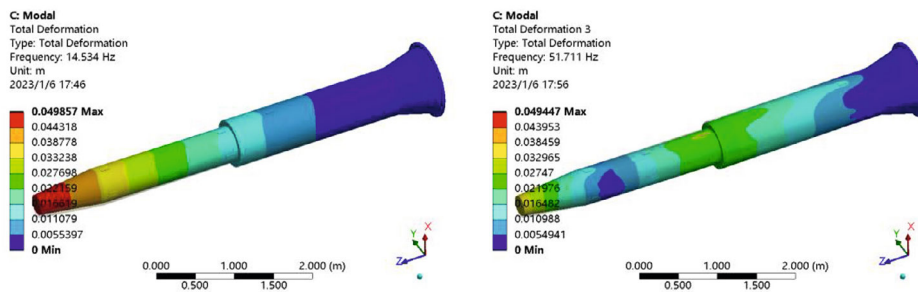 C: Modal
Total Deformation
Type: Total Deformation
Frequency: 14.534 Hz
Unit: m
2023/1/6 17:46
0.049857 Max
0.044318
0.038778
0.033238
0.027698
0.022159
0.016619
0.011079
0.0055397
0 Min
Y
X
Z
0.000 1.000 2.000 (m)
0.500 1.500
C: Modal
Total Deformation 3
Type: Total Deformation
Frequency: 51.711 Hz
Unit: m
2023/1/6 17:56
0.049447 Max
0.043953
0.038459
0.032965
0.02747
0.021976
0.016482
0.010988
0.0054941
0 Min
Y
X
Z
0.000 1.000 2.000 (m)
0.500 1.500